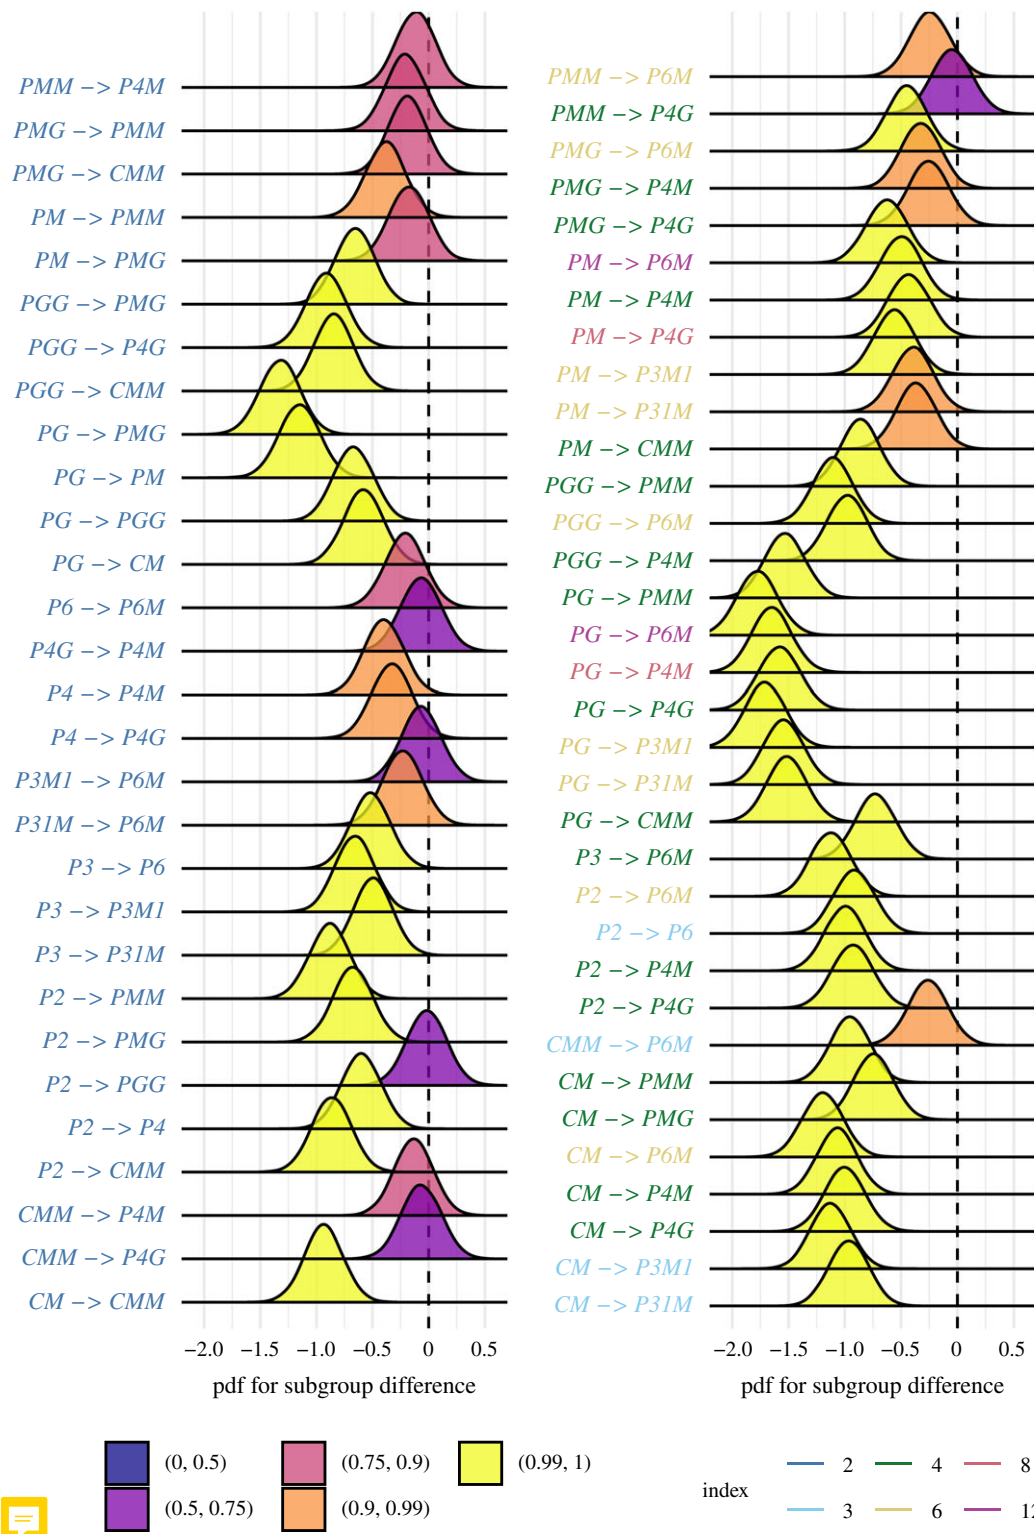 PMM −> P4M
PMG −> PMM
PMG −> CMM
PM −> PMM
PM −> PMG
PGG −> PMG
PGG −> P4G
PGG −> CMM
PG −> PMG
PG −> PM
PG −> PGG
PG −> CM
P6 −> P6M
P4G −> P4M
P4 −> P4M
P4 −> P4G
P3M1 −> P6M
P31M −> P6M
P3 −> P6
P3 −> P3M1
P3 −> P31M
P2 −> PMM
P2 −> PMG
P2 −> PGG
P2 −> P4
P2 −> CMM
CMM −> P4M
CMM −> P4G
CM −> CMM
−2.0 −1.5 −1.0 −0.5 0 0.5
pdf for subgroup difference
PMM −> P6M
PMM −> P4G
PMG −> P6M
PMG −> P4M
PMG −> P4G
PM −> P6M
PM −> P4M
PM −> P4G
PM −> P3M1
PM −> P31M
PM −> CMM
PGG −> PMM
PGG −> P6M
PGG −> P4M
PG −> PMM
PG −> P6M
PG −> P4M
PG −> P4G
PG −> P3M1
PG −> P31M
PG −> CMM
P3 −> P6M
P2 −> P6M
P2 −> P6
P2 −> P4M
P2 −> P4G
CMM −> P6M
CM −> PMM
CM −> PMG
CM −> P6M
CM −> P4M
CM −> P4G
CM −> P3M1
CM −> P31M
−2.0 −1.5 −1.0 −0.5 0 0.5
pdf for subgroup difference
(0, 0.5) (0.75, 0.9) (0.99, 1)
(0.5, 0.75) (0.9, 0.99)
index
2 4 8
3 6